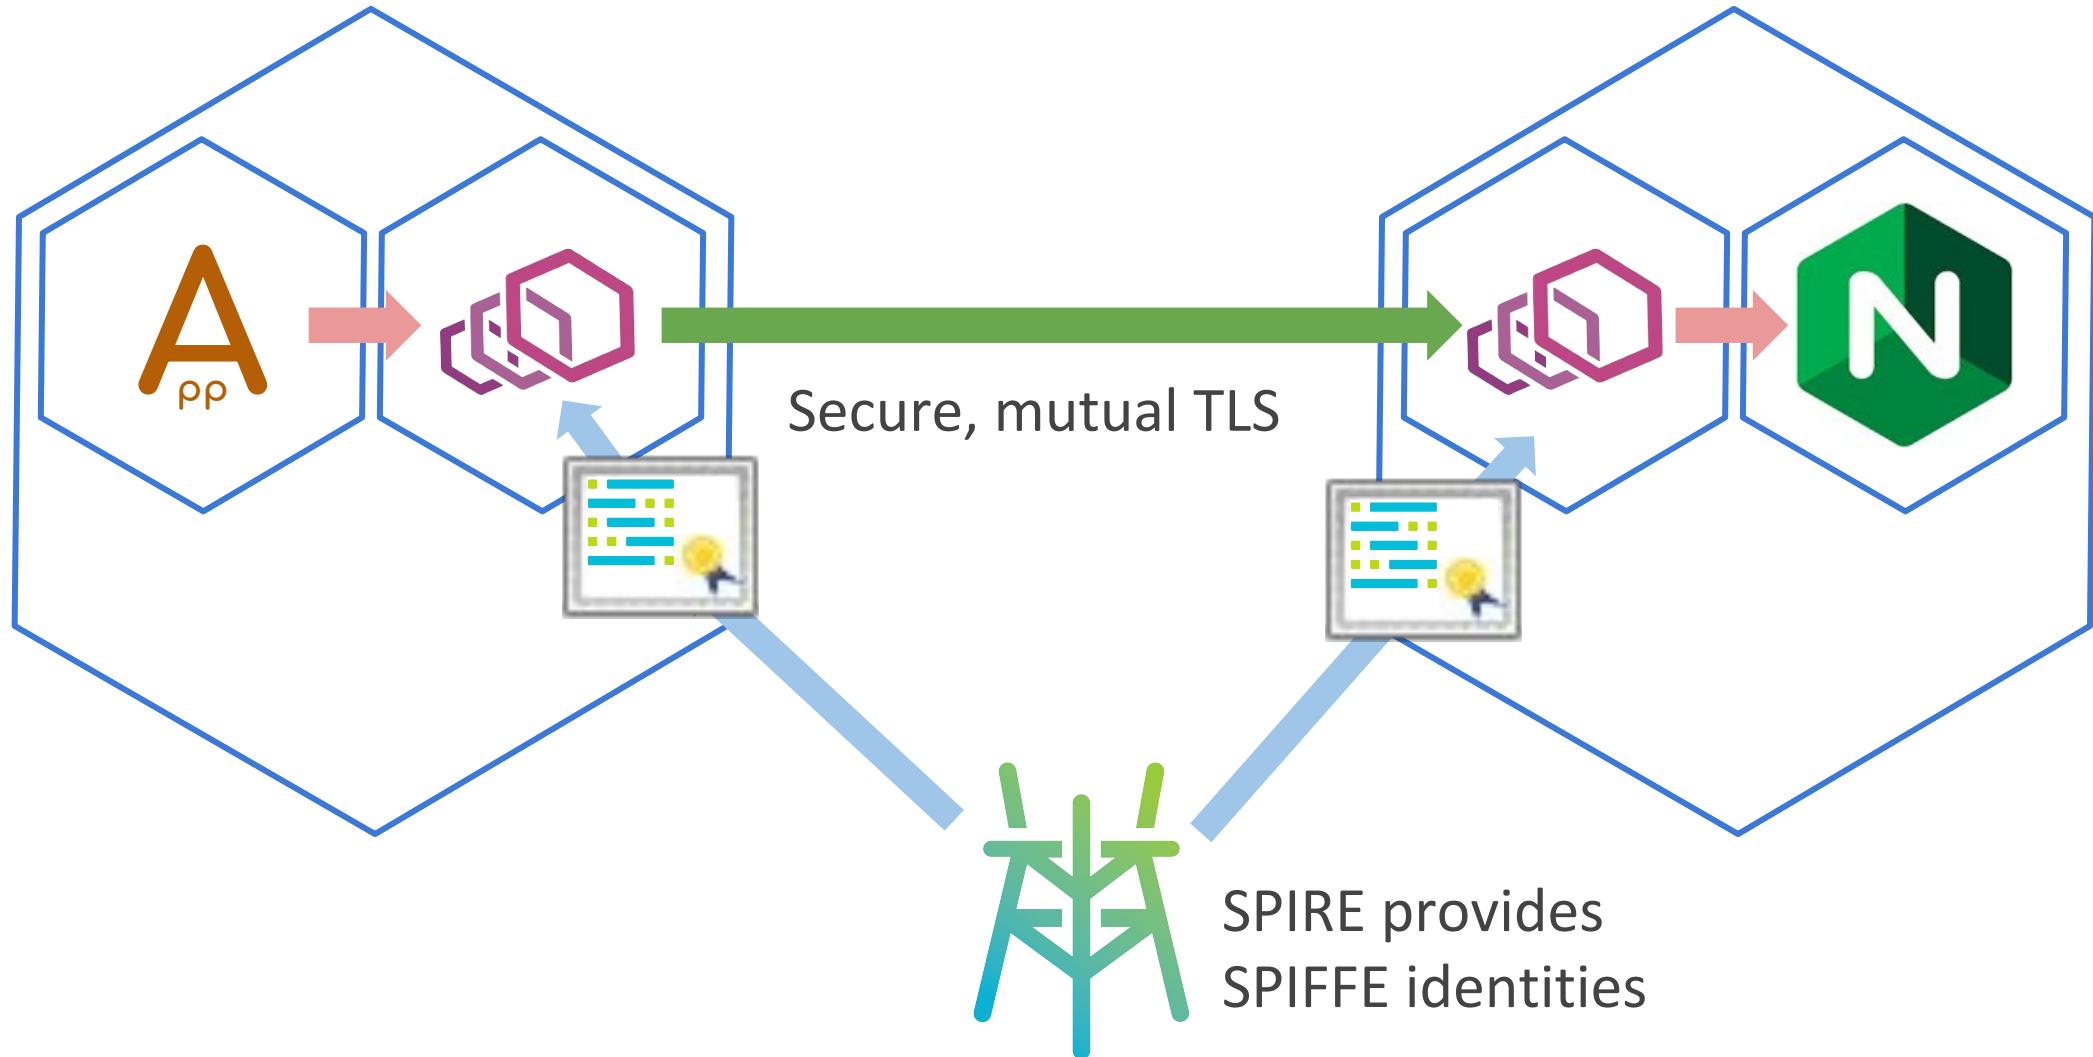 App
Secure, mutual TLS
N
SPIRE provides
SPIFFE identities